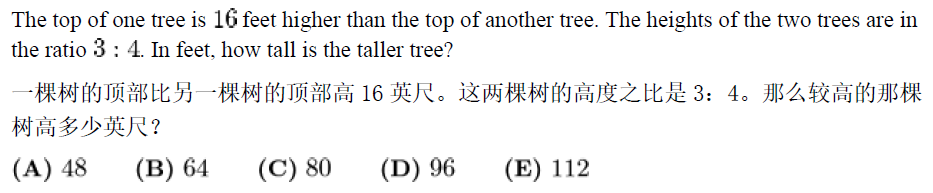 The top of one tree is 16 feet higher than the top of another tree. The heights of the two trees are in
the ratio 3 : 4. In feet, how tall is the taller tree?
一棵树的顶部比另一棵树的顶部高 16 英尺。这两棵树的高度之比是 3：4。那么较高的那棵
树高多少英尺？
(A) 48 (B) 64 (C) 80 (D) 96 (E) 112